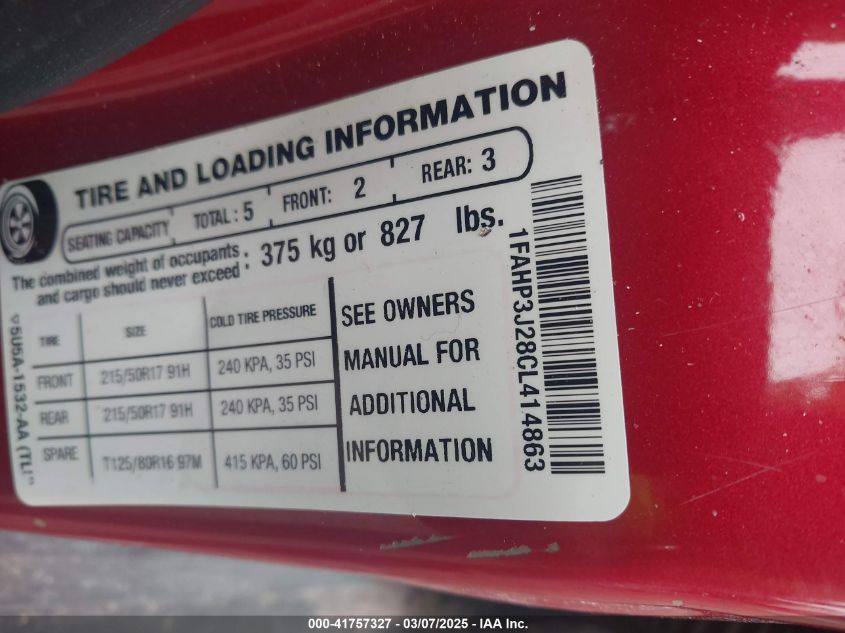 TIRE AND LOADING INFORMATION
SEATING CAPACITY TOTAL: 5 FRONT: 2 REAR: 3
The combined weight of occupants
and cargo should never exceed : 375 kg or 827 lbs.
TIRE SIZE COLD TIRE PRESSURE
FRONT 215/50R17 91H 240 KPA, 35 PSI
REAR 215/50R17 91H 240 KPA, 35 PSI
SPARE T125/80R16 97M 415 KPA, 60 PSI
SEE OWNERS
MANUAL FOR
ADDITIONAL
INFORMATION
1FAHP3J28CL414863
5U5A-1532-AA
000-41757327 — 03/07/2025 — IAA Inc.